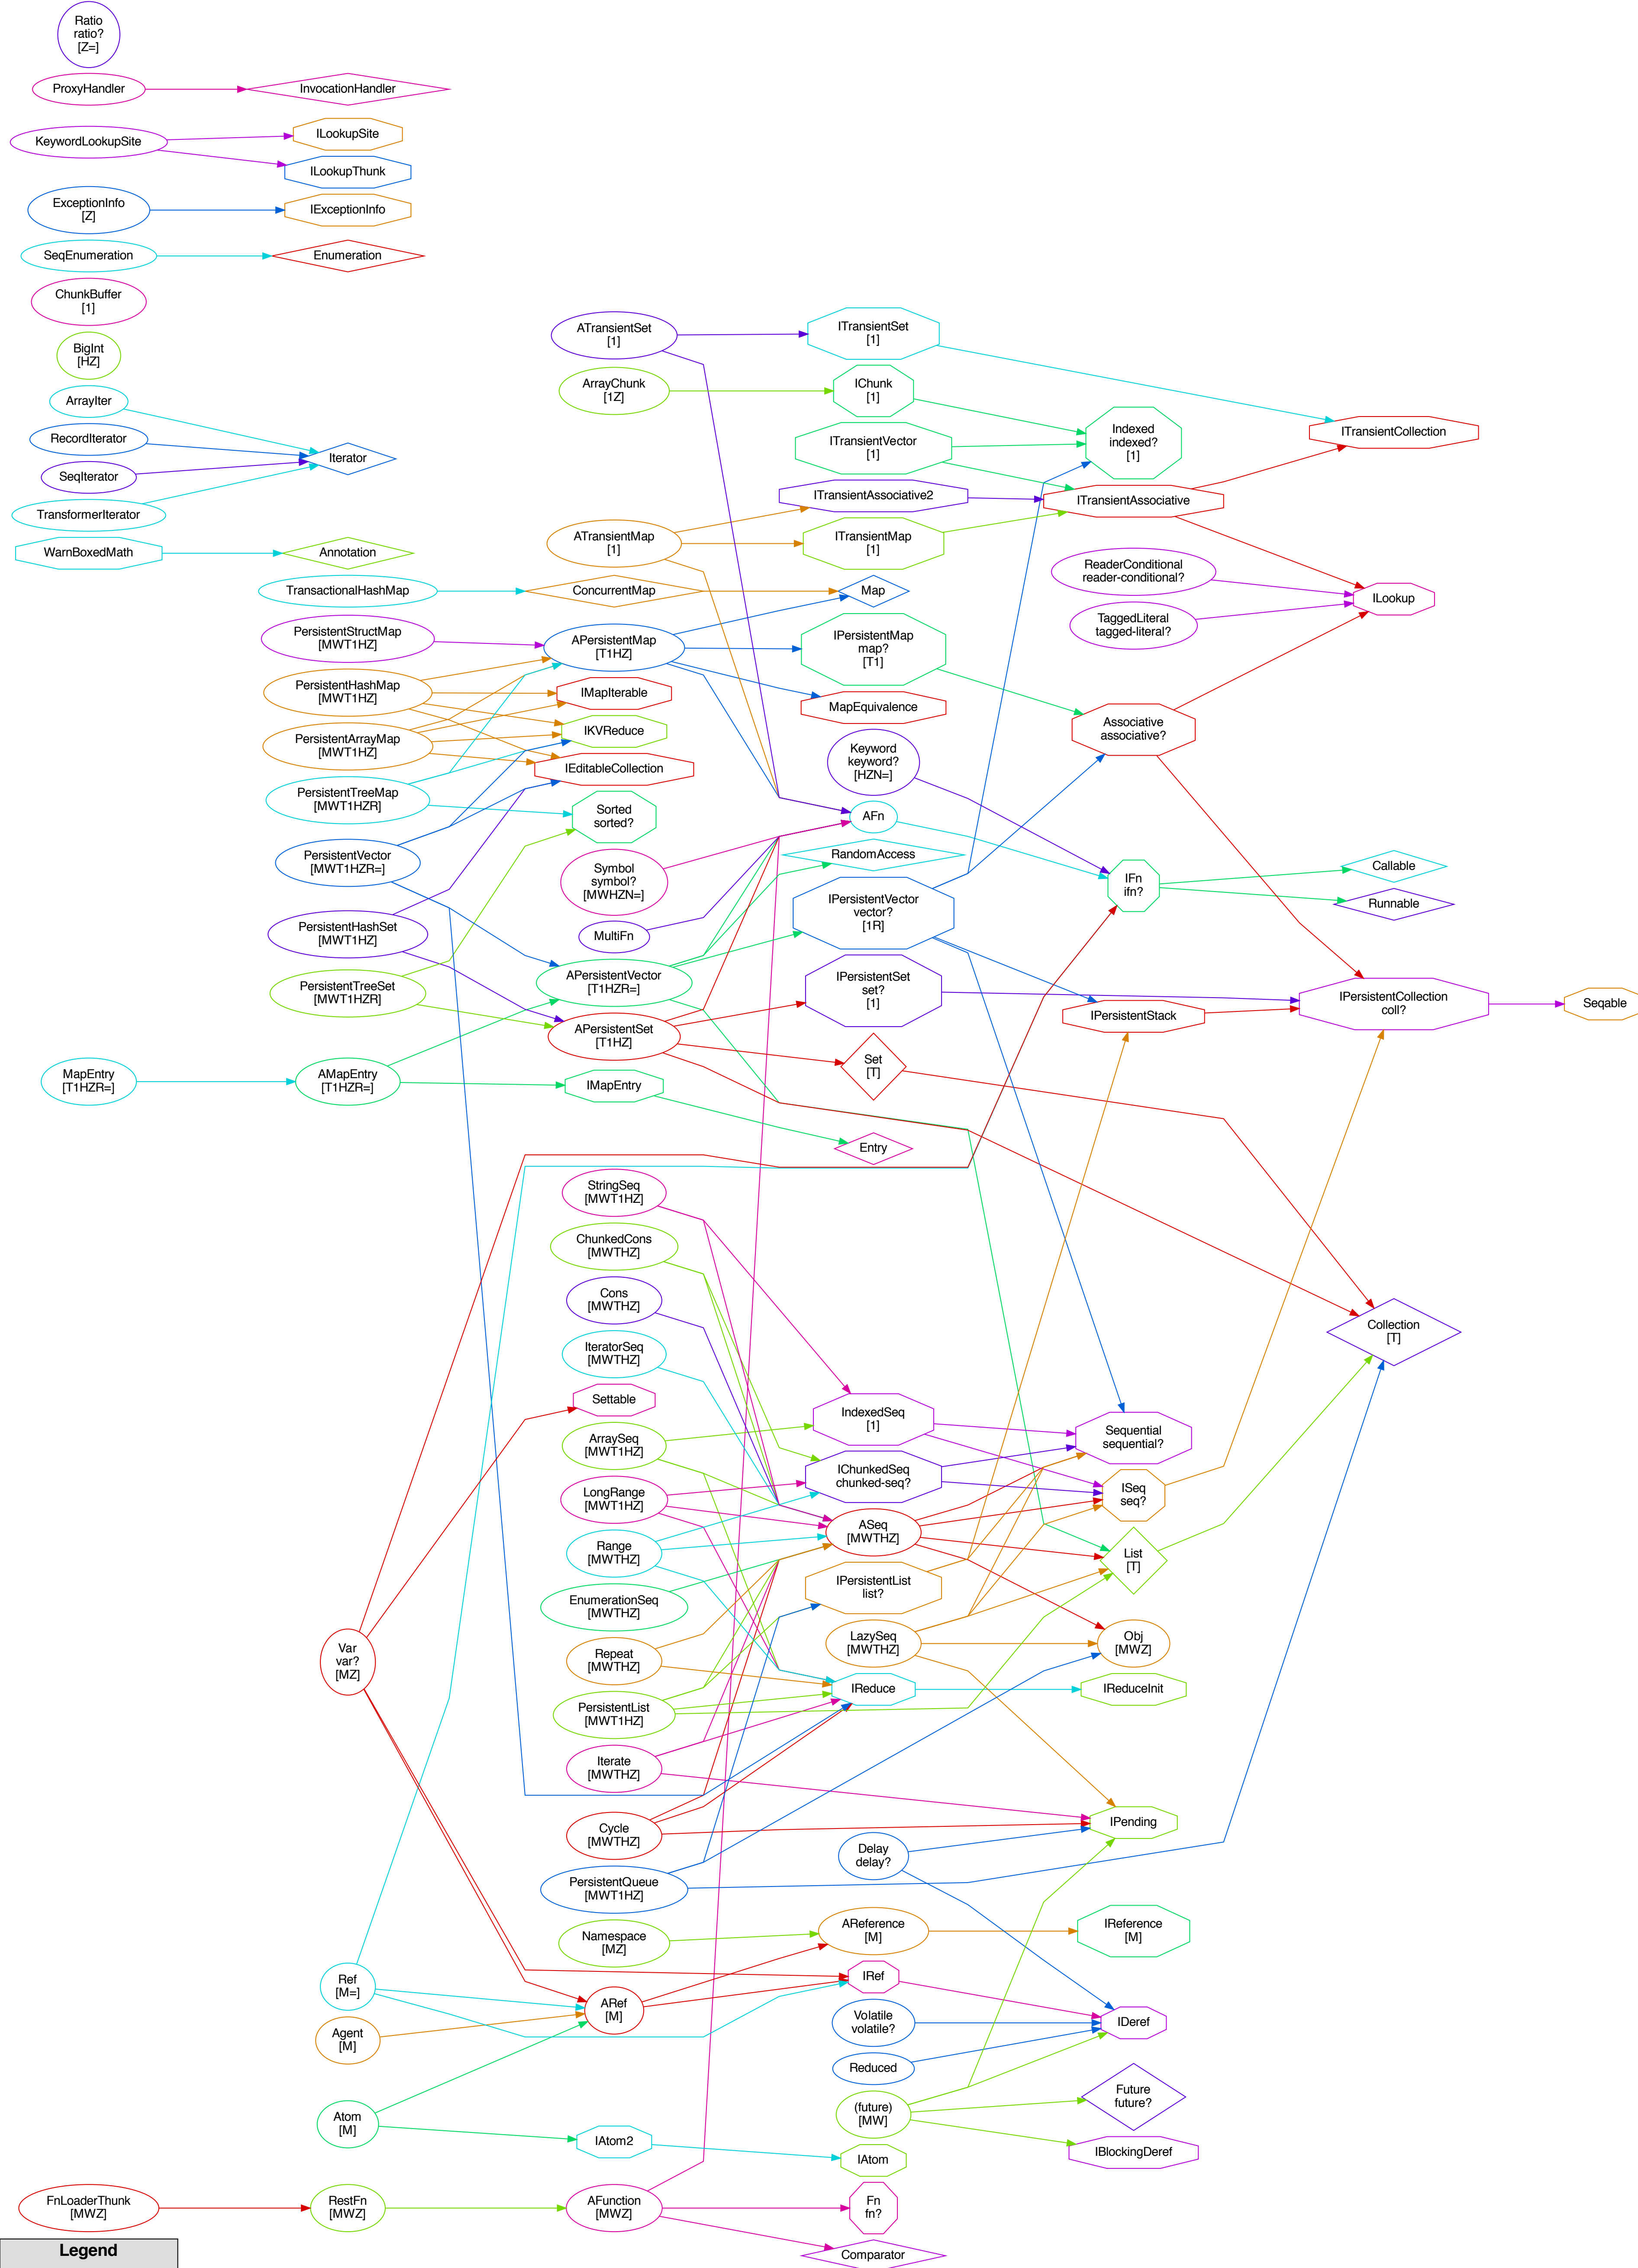 Ratio
ratio?
[Z=]
ProxyHandler
InvocationHandler
KeywordLookupSite
ILookupSite
ILookupThunk
ExceptionInfo
[Z]
IExceptionInfo
SeqEnumeration
Enumeration
ChunkBuffer
[1]
BigInt
[HZ]
ArrayIter
RecordIterator
SeqIterator
TransformerIterator
Iterator
WarnBoxedMath
Annotation
ATransientSet
[1]
ITransientSet
[1]
ArrayChunk
[1Z]
IChunk
[1]
ITransientVector
[1]
Indexed
indexed?
[1]
ITransientCollection
ITransientAssociative2
ITransientAssociative
ATransientMap
[1]
ITransientMap
[1]
ReaderConditional
reader-conditional?
TaggedLiteral
tagged-literal?
ILookup
TransactionalHashMap
ConcurrentMap
Map
PersistentStructMap
[MWT1HZ]
APersistentMap
[T1HZ]
IPersistentMap
map?
[T1]
PersistentHashMap
[MWT1HZ]
IMapIterable
MapEquivalence
PersistentArrayMap
[MWT1HZ]
IKVReduce
Associative
associative?
IEditableCollection
Keyword
keyword?
[HZN=]
PersistentTreeMap
[MWT1HZR]
Sorted
sorted?
AFn
PersistentVector
[MWT1HZR=]
RandomAccess
Symbol
symbol?
[MWHZN=]
IFn
ifn?
Callable
Runnable
IPersistentVector
vector?
[1R]
PersistentHashSet
[MWT1HZ]
MultiFn
APersistentVector
[T1HZR=]
IPersistentSet
set?
[1]
PersistentTreeSet
[MWT1HZR]
IPersistentStack
IPersistentCollection
coll?
Seqable
APersistentSet
[T1HZ]
Set
[T]
MapEntry
[T1HZR=]
AMapEntry
[T1HZR=]
IMapEntry
Entry
StringSeq
[MWT1HZ]
ChunkedCons
[MWTHZ]
Cons
[MWTHZ]
IteratorSeq
[MWTHZ]
Collection
[T]
Settable
IndexedSeq
[1]
Sequential
sequential?
ArraySeq
[MWT1HZ]
IChunkedSeq
chunked-seq?
LongRange
[MWT1HZ]
ISeq
seq?
ASeq
[MWTHZ]
Range
[MWTHZ]
List
[T]
IPersistentList
list?
EnumerationSeq
[MWTHZ]
LazySeq
[MWTHZ]
Obj
[MWZ]
Var
var?
[MZ]
Repeat
[MWTHZ]
IReduce
IReduceInit
PersistentList
[MWT1HZ]
Iterate
[MWTHZ]
IPending
Cycle
[MWTHZ]
Delay
delay?
PersistentQueue
[MWT1HZ]
Namespace
[MZ]
AReference
[M]
IReference
[M]
Ref
[M=]
IRef
ARef
[M]
Volatile
volatile?
IDeref
Agent
[M]
Reduced
Future
future?
(future)
[MW]
Atom
[M]
IAtom2
IAtom
IBlockingDeref
FnLoaderThunk
[MWZ]
RestFn
[MWZ]
AFunction
[MWZ]
Fn
fn?
Legend
Comparator